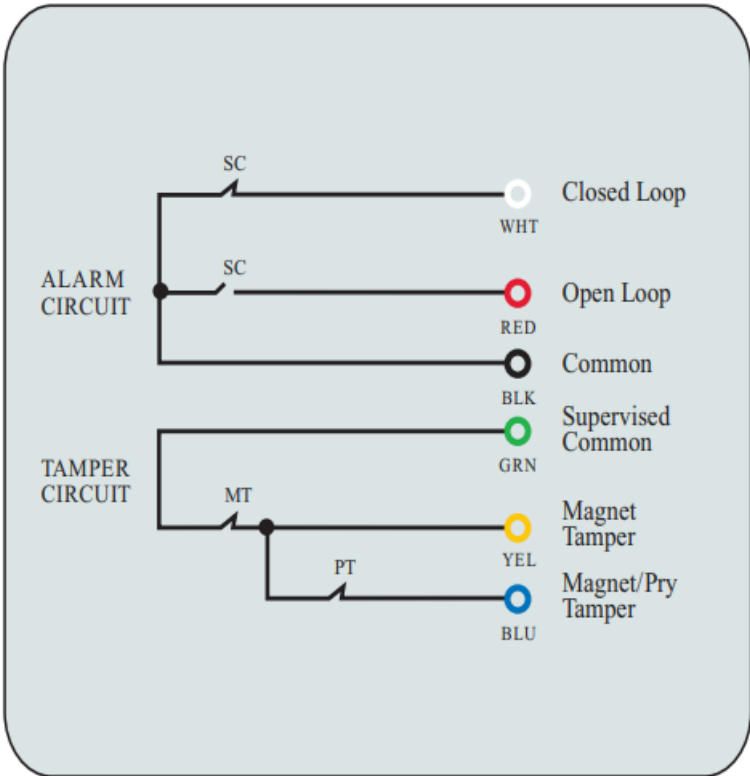 SC
Closed Loop
WHT
ALARM
CIRCUIT
SC
Open Loop
RED
Common
BLK
Supervised
Common
GRN
TAMPER
CIRCUIT
MT
Magnet
Tamper
YEL
PT
Magnet/Pry
Tamper
BLU